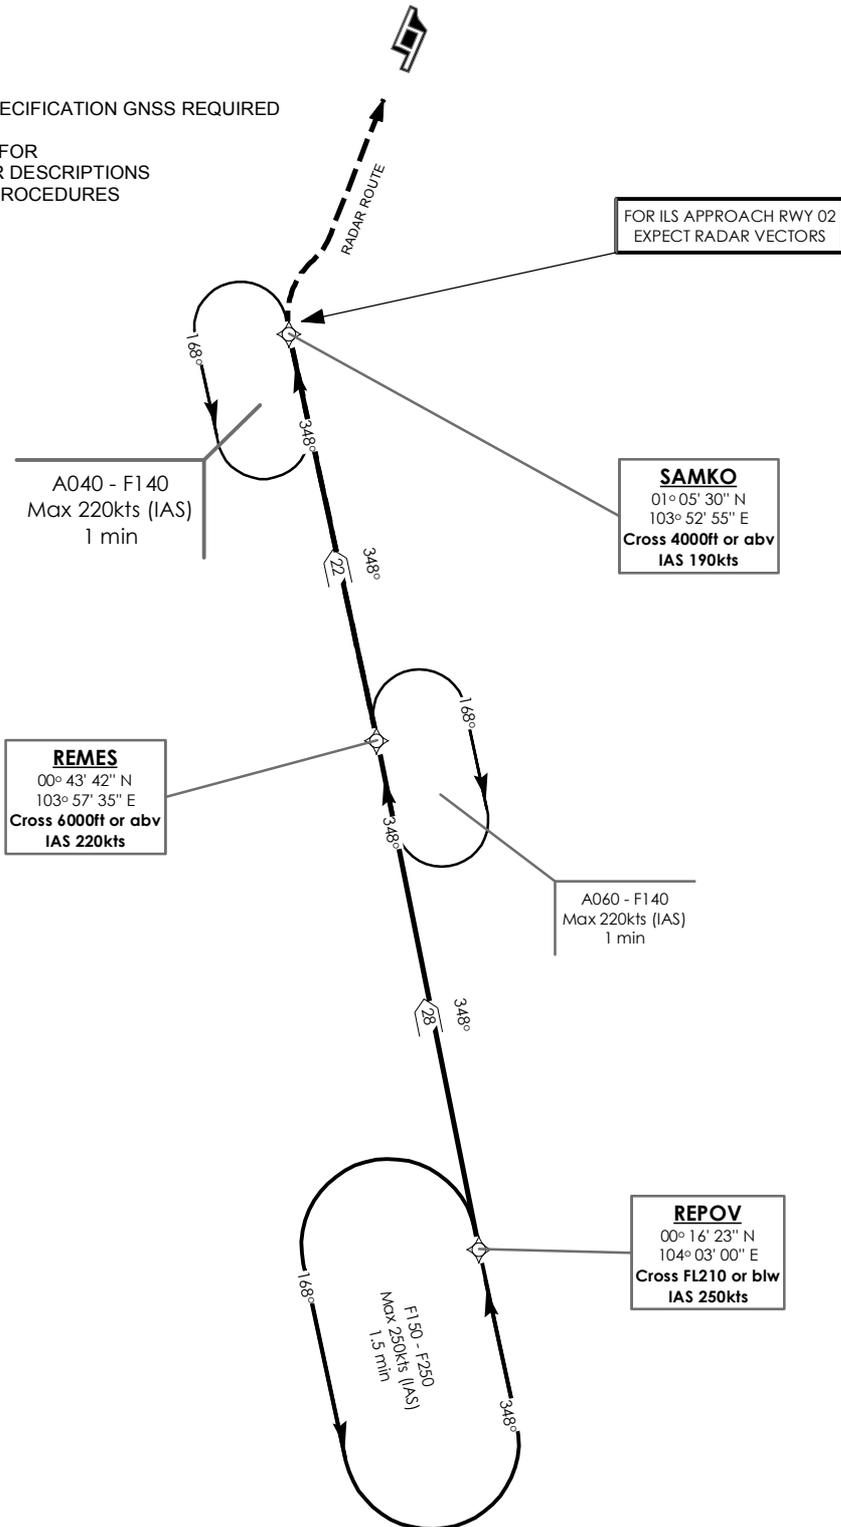 ECIFICATION GNSS REQUIRED
FOR
R DESCRIPTIONS
ROCEDURES
RADAR ROUTE
FOR ILS APPROACH RWY 02
EXPECT RADAR VECTORS
168°
348°
A040 - F140
Max 220kts (IAS)
1 min
SAMKO
01° 05' 30" N
103° 52' 55" E
Cross 4000ft or abv
IAS 190kts
22
348°
168°
REMES
00° 43' 42" N
103° 57' 35" E
Cross 6000ft or abv
IAS 220kts
348°
A060 - F140
Max 220kts (IAS)
1 min
28
348°
REPOV
00° 16' 23" N
104° 03' 00" E
Cross FL210 or blw
IAS 250kts
168°
F150 - F250
Max 250kts (IAS)
1.5 min
348°